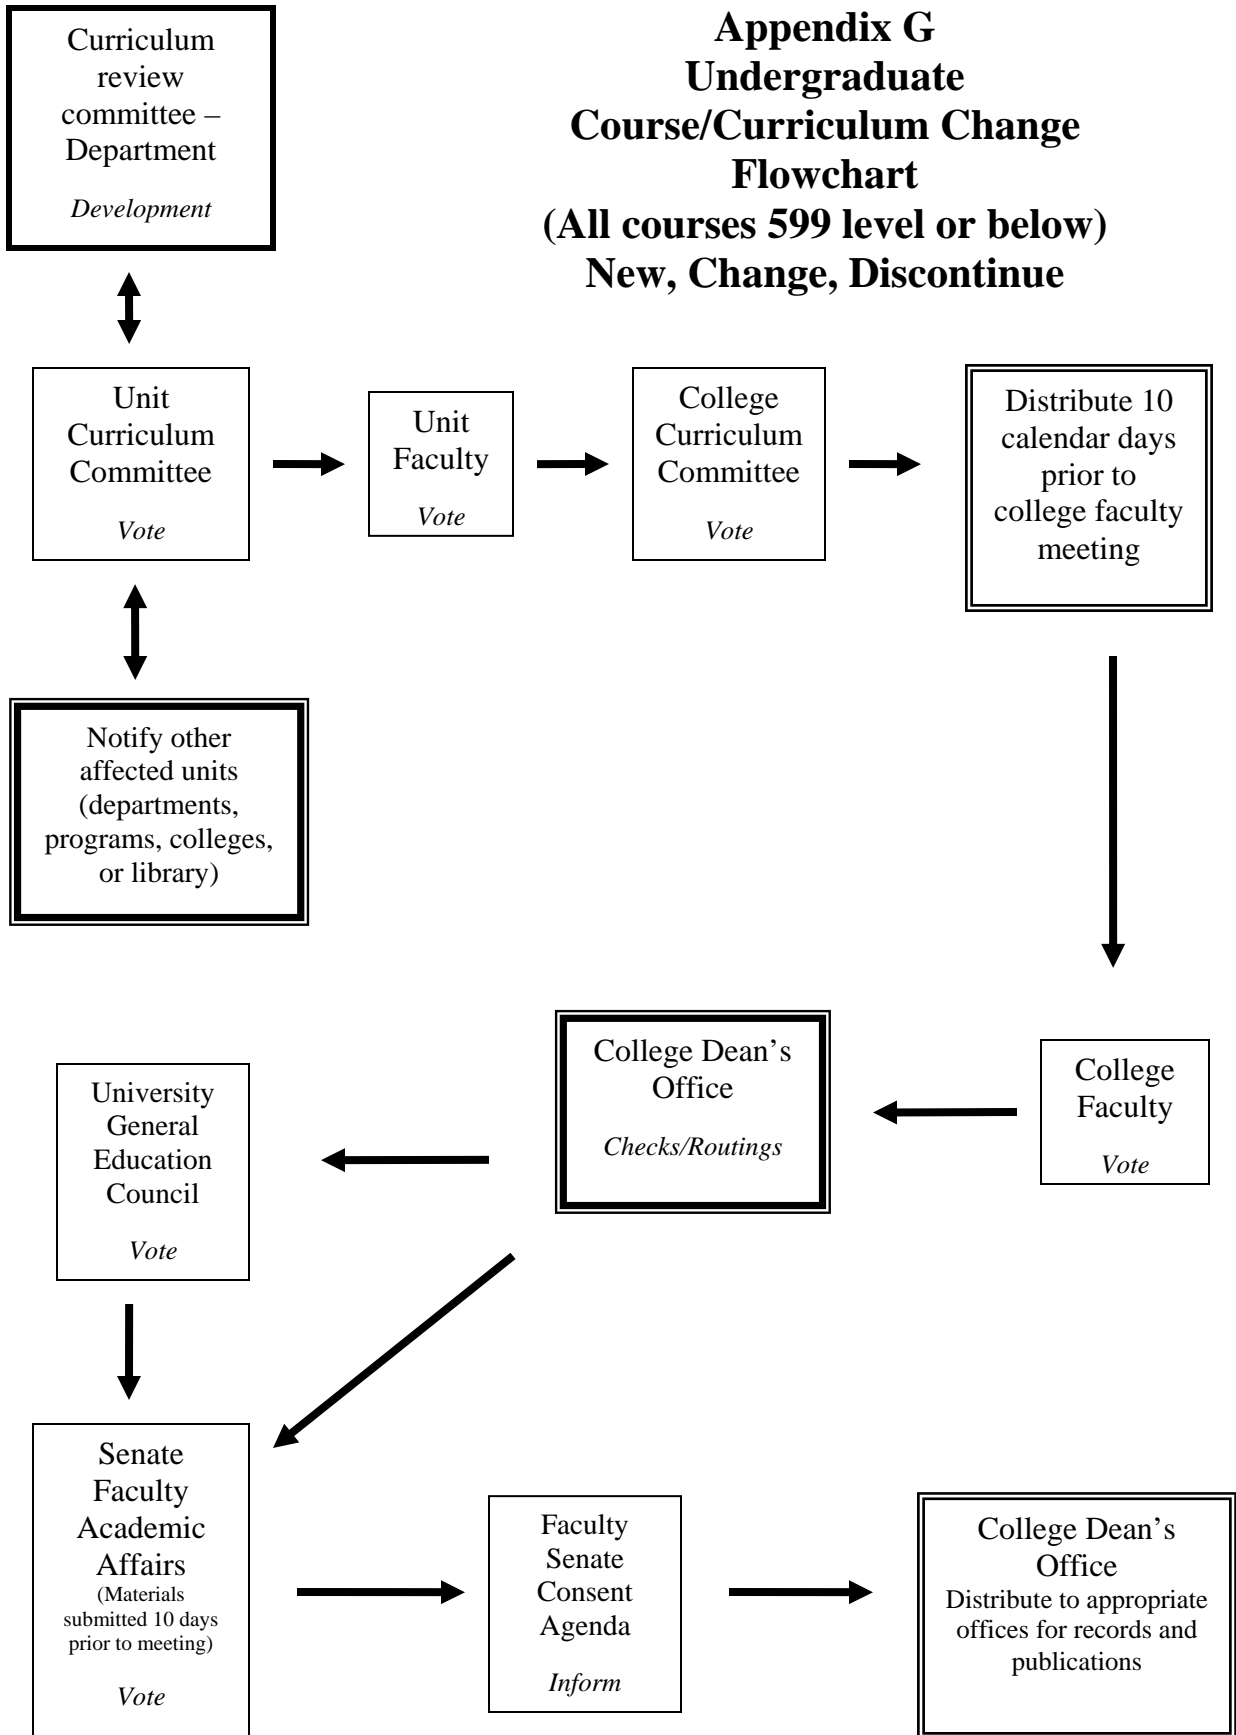 Appendix G
Undergraduate
Course/Curriculum Change
Flowchart
(All courses 599 level or below)
New, Change, Discontinue
Curriculum
review
committee –
Department
Development
Unit
Curriculum
Committee
Vote
Unit
Faculty
Vote
College
Curriculum
Committee
Vote
Distribute 10
calendar days
prior to
college faculty
meeting
Notify other
affected units
(departments,
programs, colleges,
or library)
College
Faculty
Vote
College Dean’s
Office
Checks/Routings
University
General
Education
Council
Vote
Senate
Faculty
Academic
Affairs
(Materials
submitted 10 days
prior to meeting)
Vote
Faculty
Senate
Consent
Agenda
Inform
College Dean’s
Office
Distribute to appropriate
offices for records and
publications